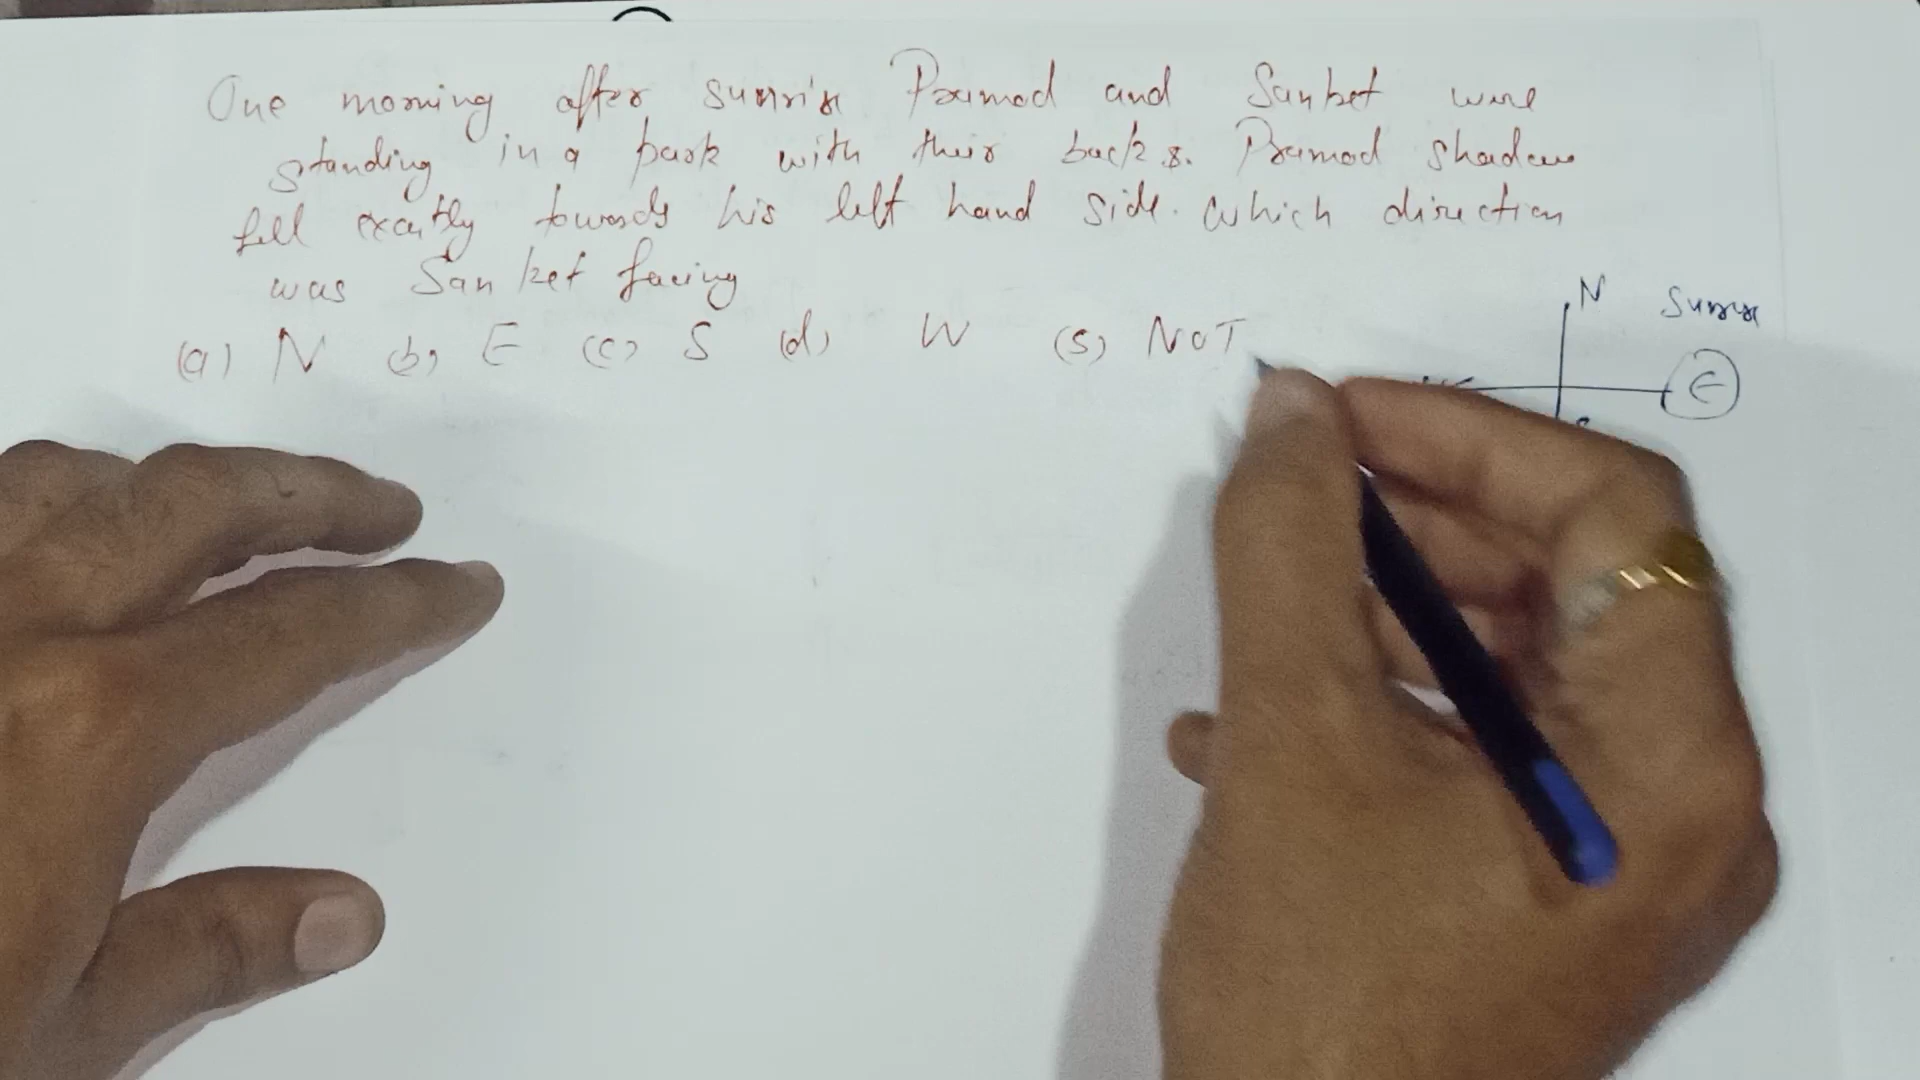 One morning after sunrise Pramod and Sanket were
standing in a park with their backs. Pramod shadow
fell exactly towards his left hand side. Which direction
was Sanket facing
(a) N (b) E (c) S (d) W (s) NOT
N Sunrise
E
S